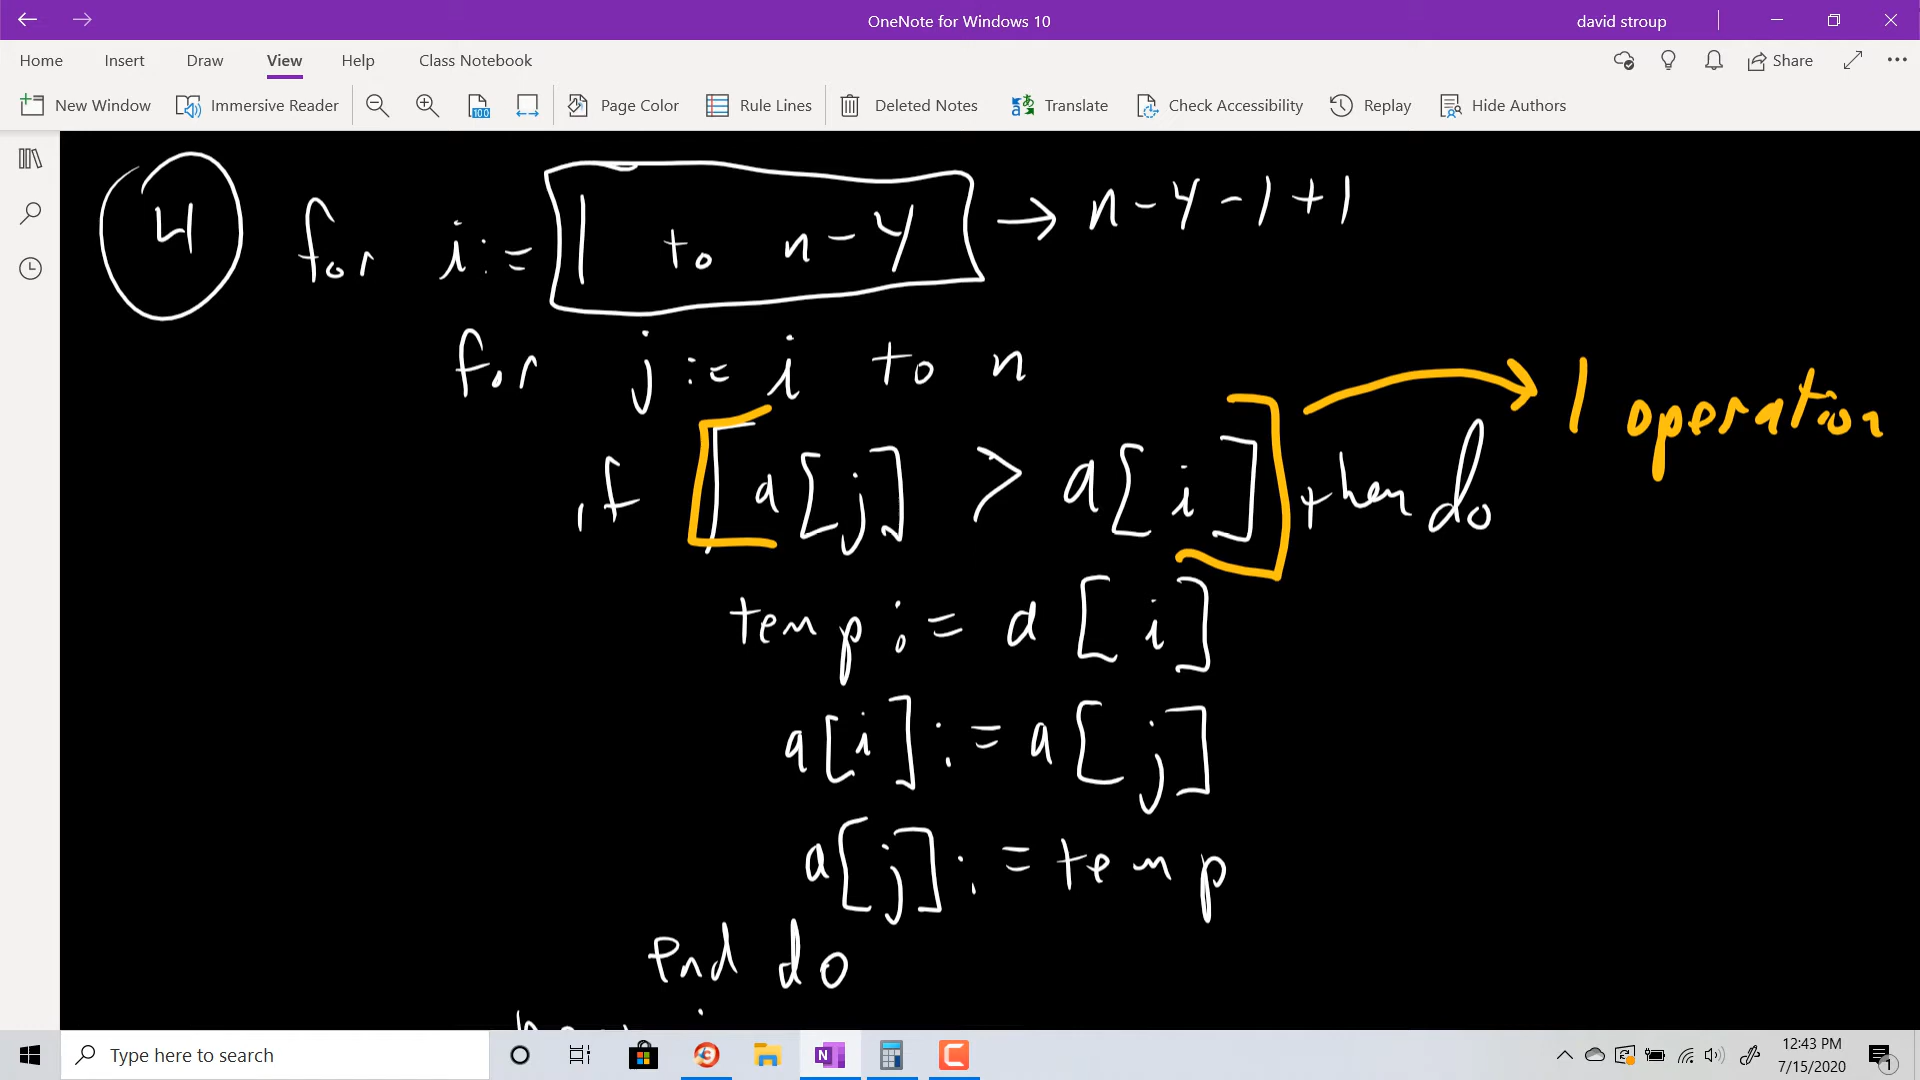 OneNote for Windows 10
david stroup
Home Insert Draw View Help Class Notebook
Share
New Window Immersive Reader 100 Page Color Rule Lines Deleted Notes Translate Check Accessibility Replay Hide Authors
4 for i := 1 to n-4 → n-4-1+1
for j := i to n
if [a[j] > a[i]] then do
1 operation
temp := a[i]
a[i] := a[j]
a[j] := temp
end do
Type here to search
12:43 PM
7/15/2020
1